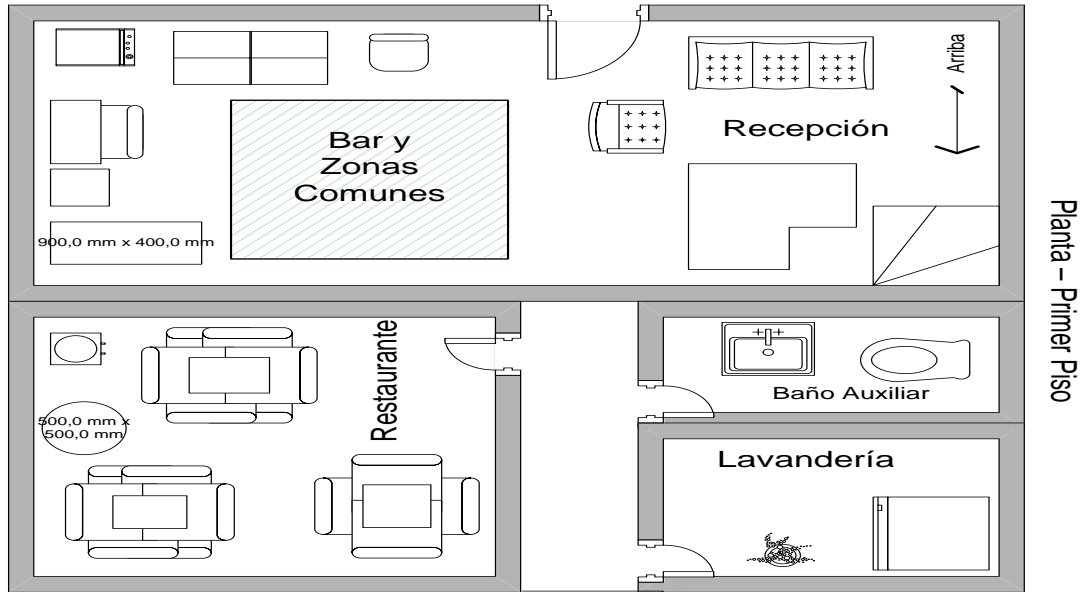 Arriba
Recepción
Bar y
Zonas
Comunes
900,0 mm x 400,0 mm
Planta – Primer Piso
Restaurante
500,0 mm x
500,0 mm
Baño Auxiliar
Lavandería